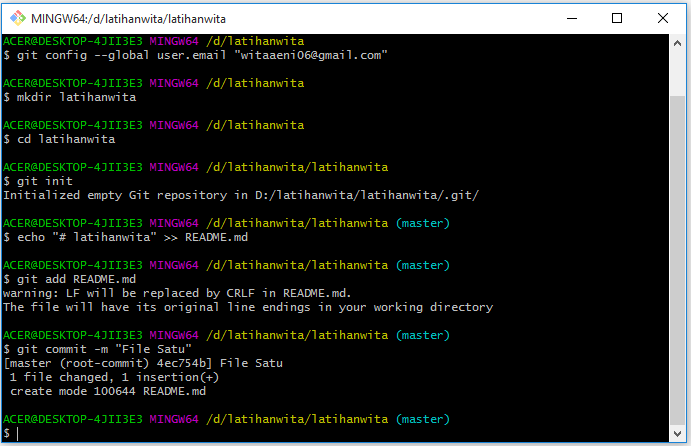 MINGW64:/d/latihanwita/latihanwita
ACER@DESKTOP-4JII3E3 MINGW64 /d/latihanwita
$ git config --global user.email "witaaeni06@gmail.com"
ACER@DESKTOP-4JII3E3 MINGW64 /d/latihanwita
$ mkdir latihanwita
ACER@DESKTOP-4JII3E3 MINGW64 /d/latihanwita
$ cd latihanwita
ACER@DESKTOP-4JII3E3 MINGW64 /d/latihanwita/latihanwita
$ git init
Initialized empty Git repository in D:/latihanwita/latihanwita/.git/
ACER@DESKTOP-4JII3E3 MINGW64 /d/latihanwita/latihanwita (master)
$ echo "# latihanwita" >> README.md
ACER@DESKTOP-4JII3E3 MINGW64 /d/latihanwita/latihanwita (master)
$ git add README.md
warning: LF will be replaced by CRLF in README.md.
The file will have its original line endings in your working directory
ACER@DESKTOP-4JII3E3 MINGW64 /d/latihanwita/latihanwita (master)
$ git commit -m "File Satu"
[master (root-commit) 4ec754b] File Satu
 1 file changed, 1 insertion(+)
 create mode 100644 README.md
ACER@DESKTOP-4JII3E3 MINGW64 /d/latihanwita/latihanwita (master)
$